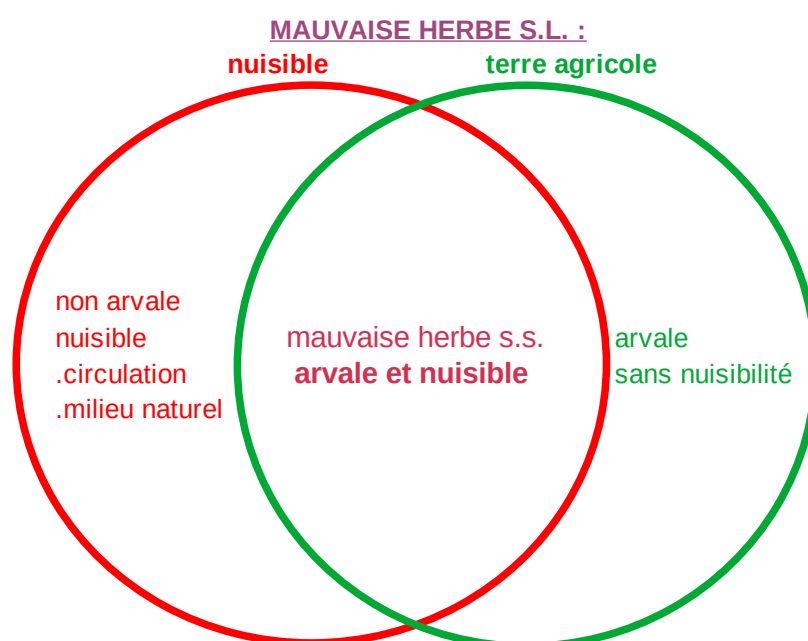 MAUVAISE HERBE S.L. :
nuisible
terre agricole
non arvale
nuisible
.circulation
.milieu naturel
mauvaise herbe s.s.
arvale et nuisible
arvale
sans nuisibilité